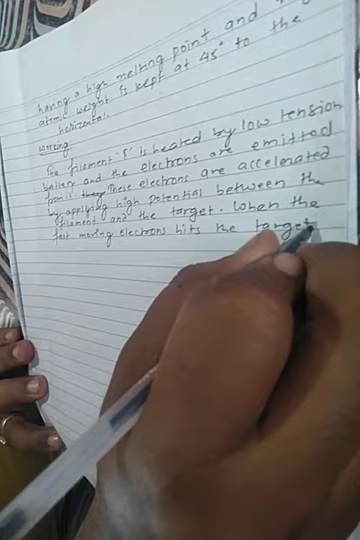 having a high melting point and
atomic weight is kept at 45° to the
horizontal.
Working:
The filament 'F' is heated by low tension
battery and the electrons are emitted
from it. These electrons are accelerated
by applying high potential between the
filament and the target. When the
fast moving electrons hits the target